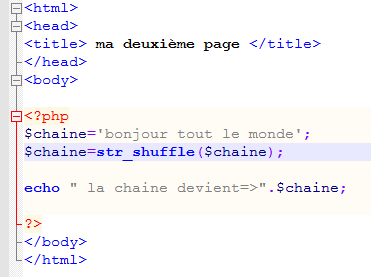 <html>
<head>
<title> ma deuxième page </title>
</head>
<body>
<?php
$chaine='bonjour tout le monde';
$chaine=str_shuffle($chaine);
echo " la chaine devient=>".$chaine;
?>
</body>
</html>